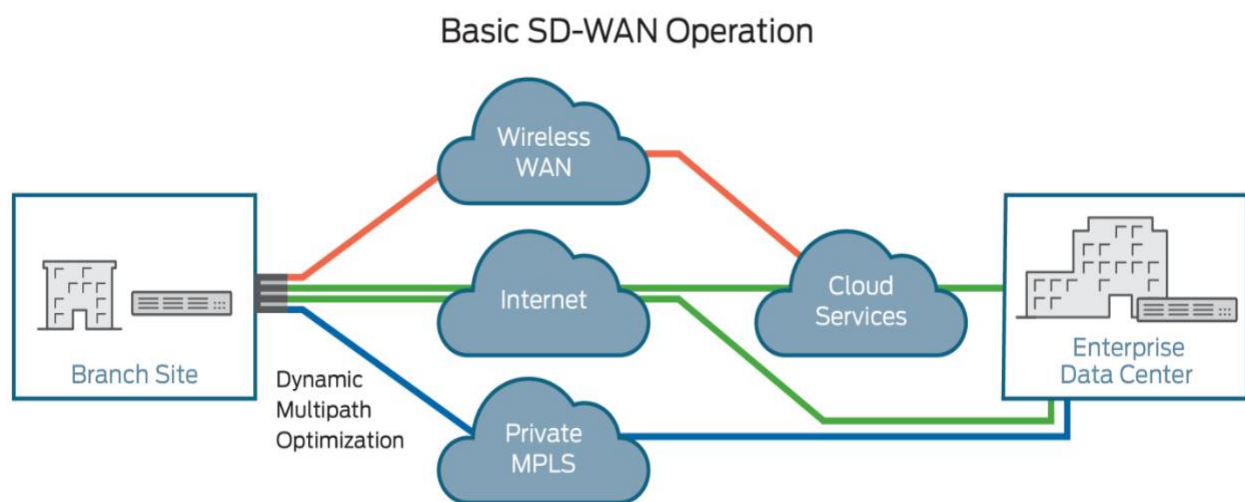 Basic SD-WAN Operation
Wireless
WAN
Internet
Cloud
Services
Branch Site
Enterprise
Data Center
Dynamic
Multipath
Optimization
Private
MPLS